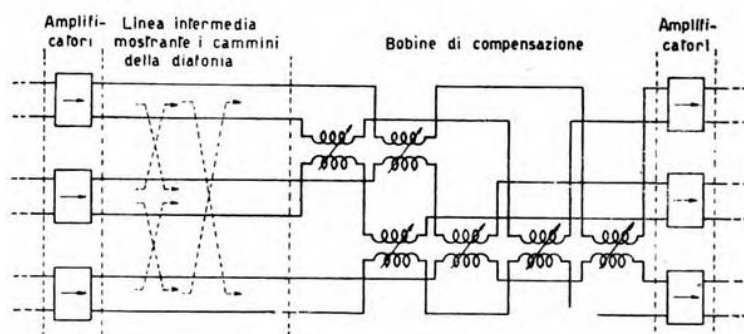 Amplifi-
catori
Linea intermedia
mostrante i cammini
della diafonia
Bobine di compensazione
Amplifi-
catori